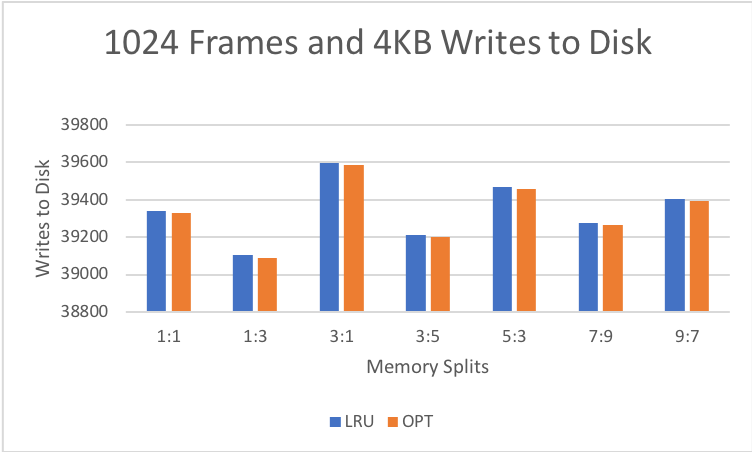 1024 Frames and 4KB Writes to Disk
39800
39600
39400
39200
39000
38800
Writes to Disk
1:1 1:3 3:1 3:5 5:3 7:9 9:7
Memory Splits
LRU OPT